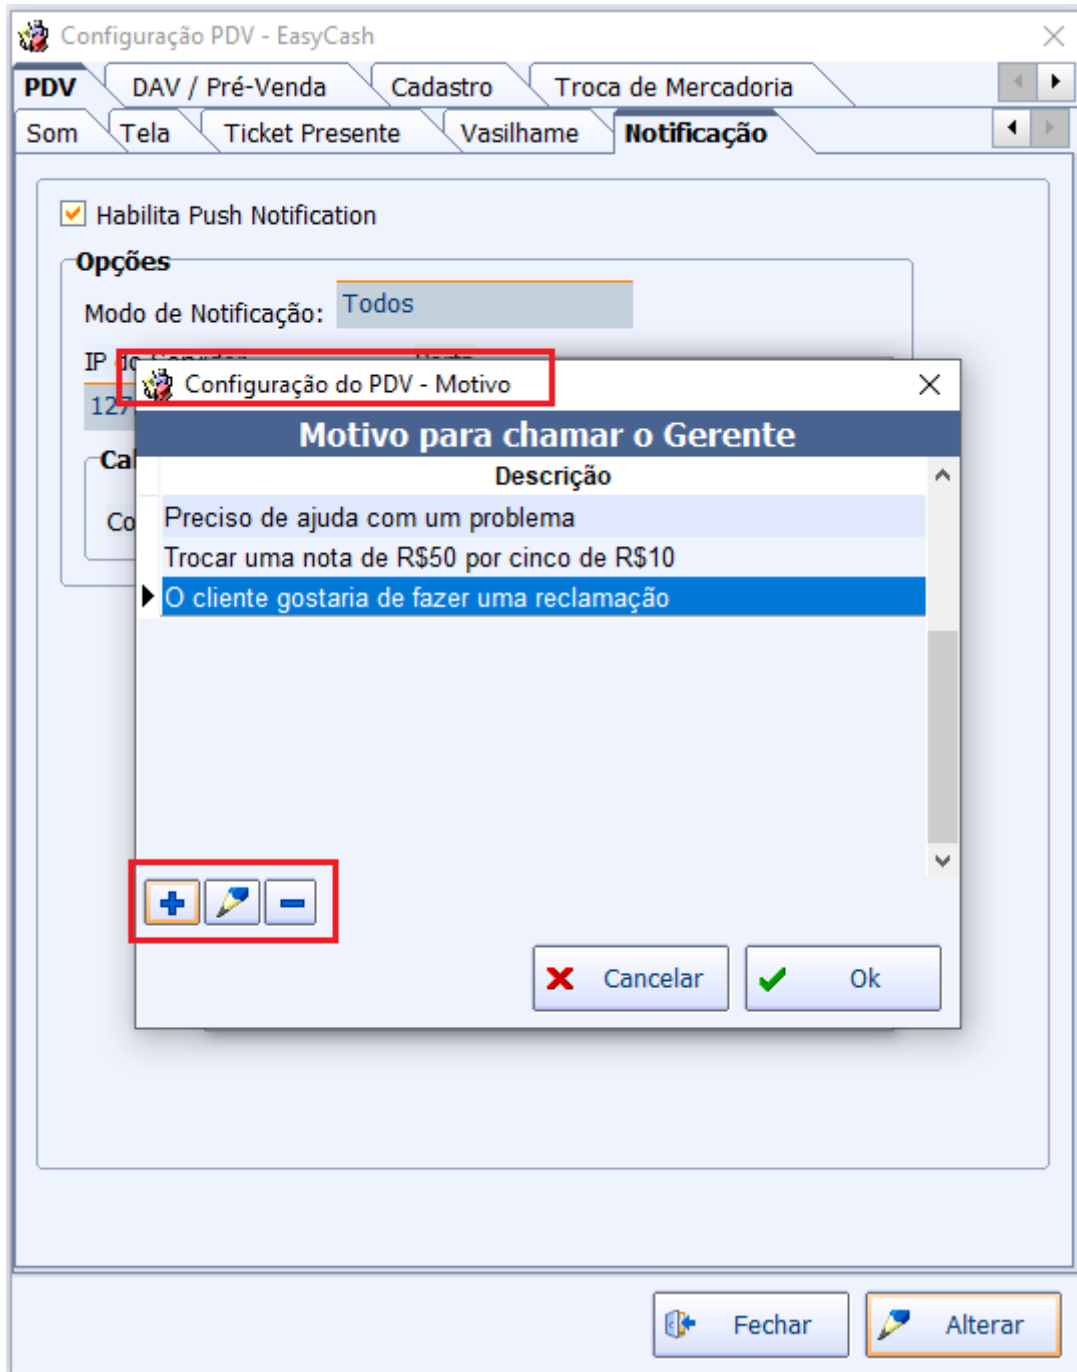 Configuração PDV - EasyCash
PDV DAV / Pré-Venda Cadastro Troca de Mercadoria
Som Tela Ticket Presente Vasilhame Notificação
Habilita Push Notification
Opções
Modo de Notificação: Todos
IP do
Configuração do PDV - Motivo
127
Motivo para chamar o Gerente
Descrição
Preciso de ajuda com um problema
Trocar uma nota de R$50 por cinco de R$10
O cliente gostaria de fazer uma reclamação
Cancelar Ok
Fechar Alterar